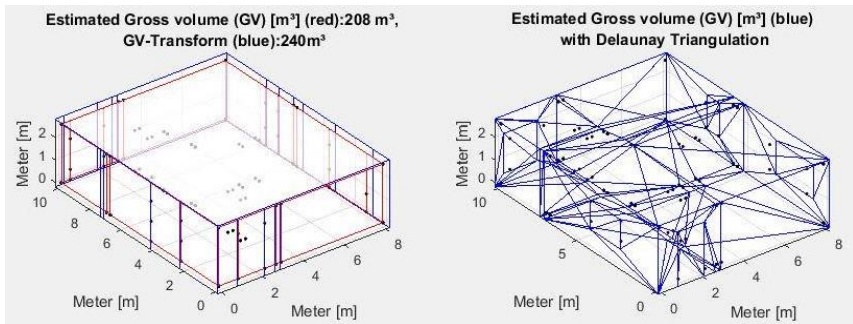 Estimated Gross volume (GV) [m³] (red):208 m³,
GV-Transform (blue):240m³
Meter [m]
2
1
0
10
8
6
4
2
0
Meter [m]
0
2
4
6
8
Meter [m]
Estimated Gross volume (GV) [m³] (blue)
with Delaunay Triangulation
Meter [m]
2
1
0
10
5
0
Meter [m]
0
2
4
6
8
Meter [m]